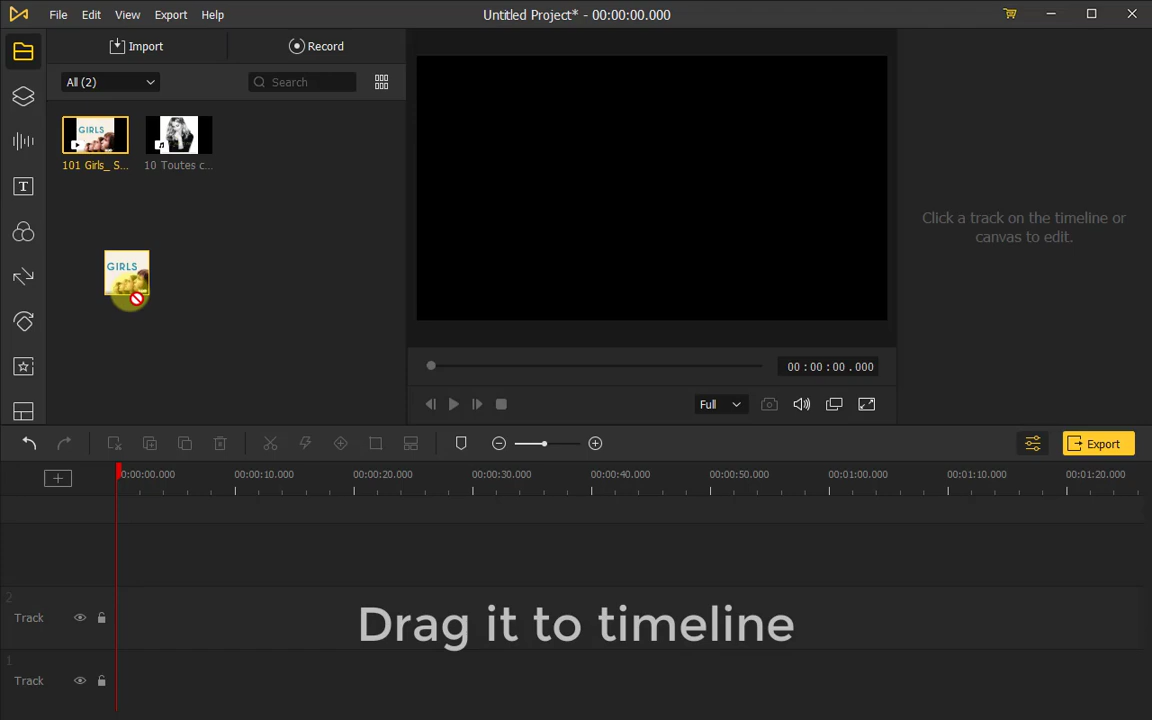 File Edit View Export Help
Untitled Project* - 00:00:00.000
Import
Record
All (2)
Search
GIRLS
101 Girls_ S...
10 Toutes c...
GIRLS
Click a track on the timeline or
canvas to edit.
00:00:00.000
Full
Export
0:00:00.000 00:00:10.000 00:00:20.000 00:00:30.000 00:00:40.000 00:00:50.000 00:01:00.000 00:01:10.000 00:01:20.000
2
Track
Drag it to timeline
1
Track